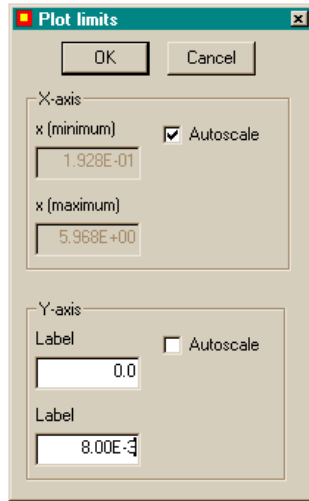 Plot limits
OK
Cancel
X-axis
x (minimum)
Autoscale
1.928E-01
x (maximum)
5.968E+00
Y-axis
Label
Autoscale
0.0
Label
8.00E-3